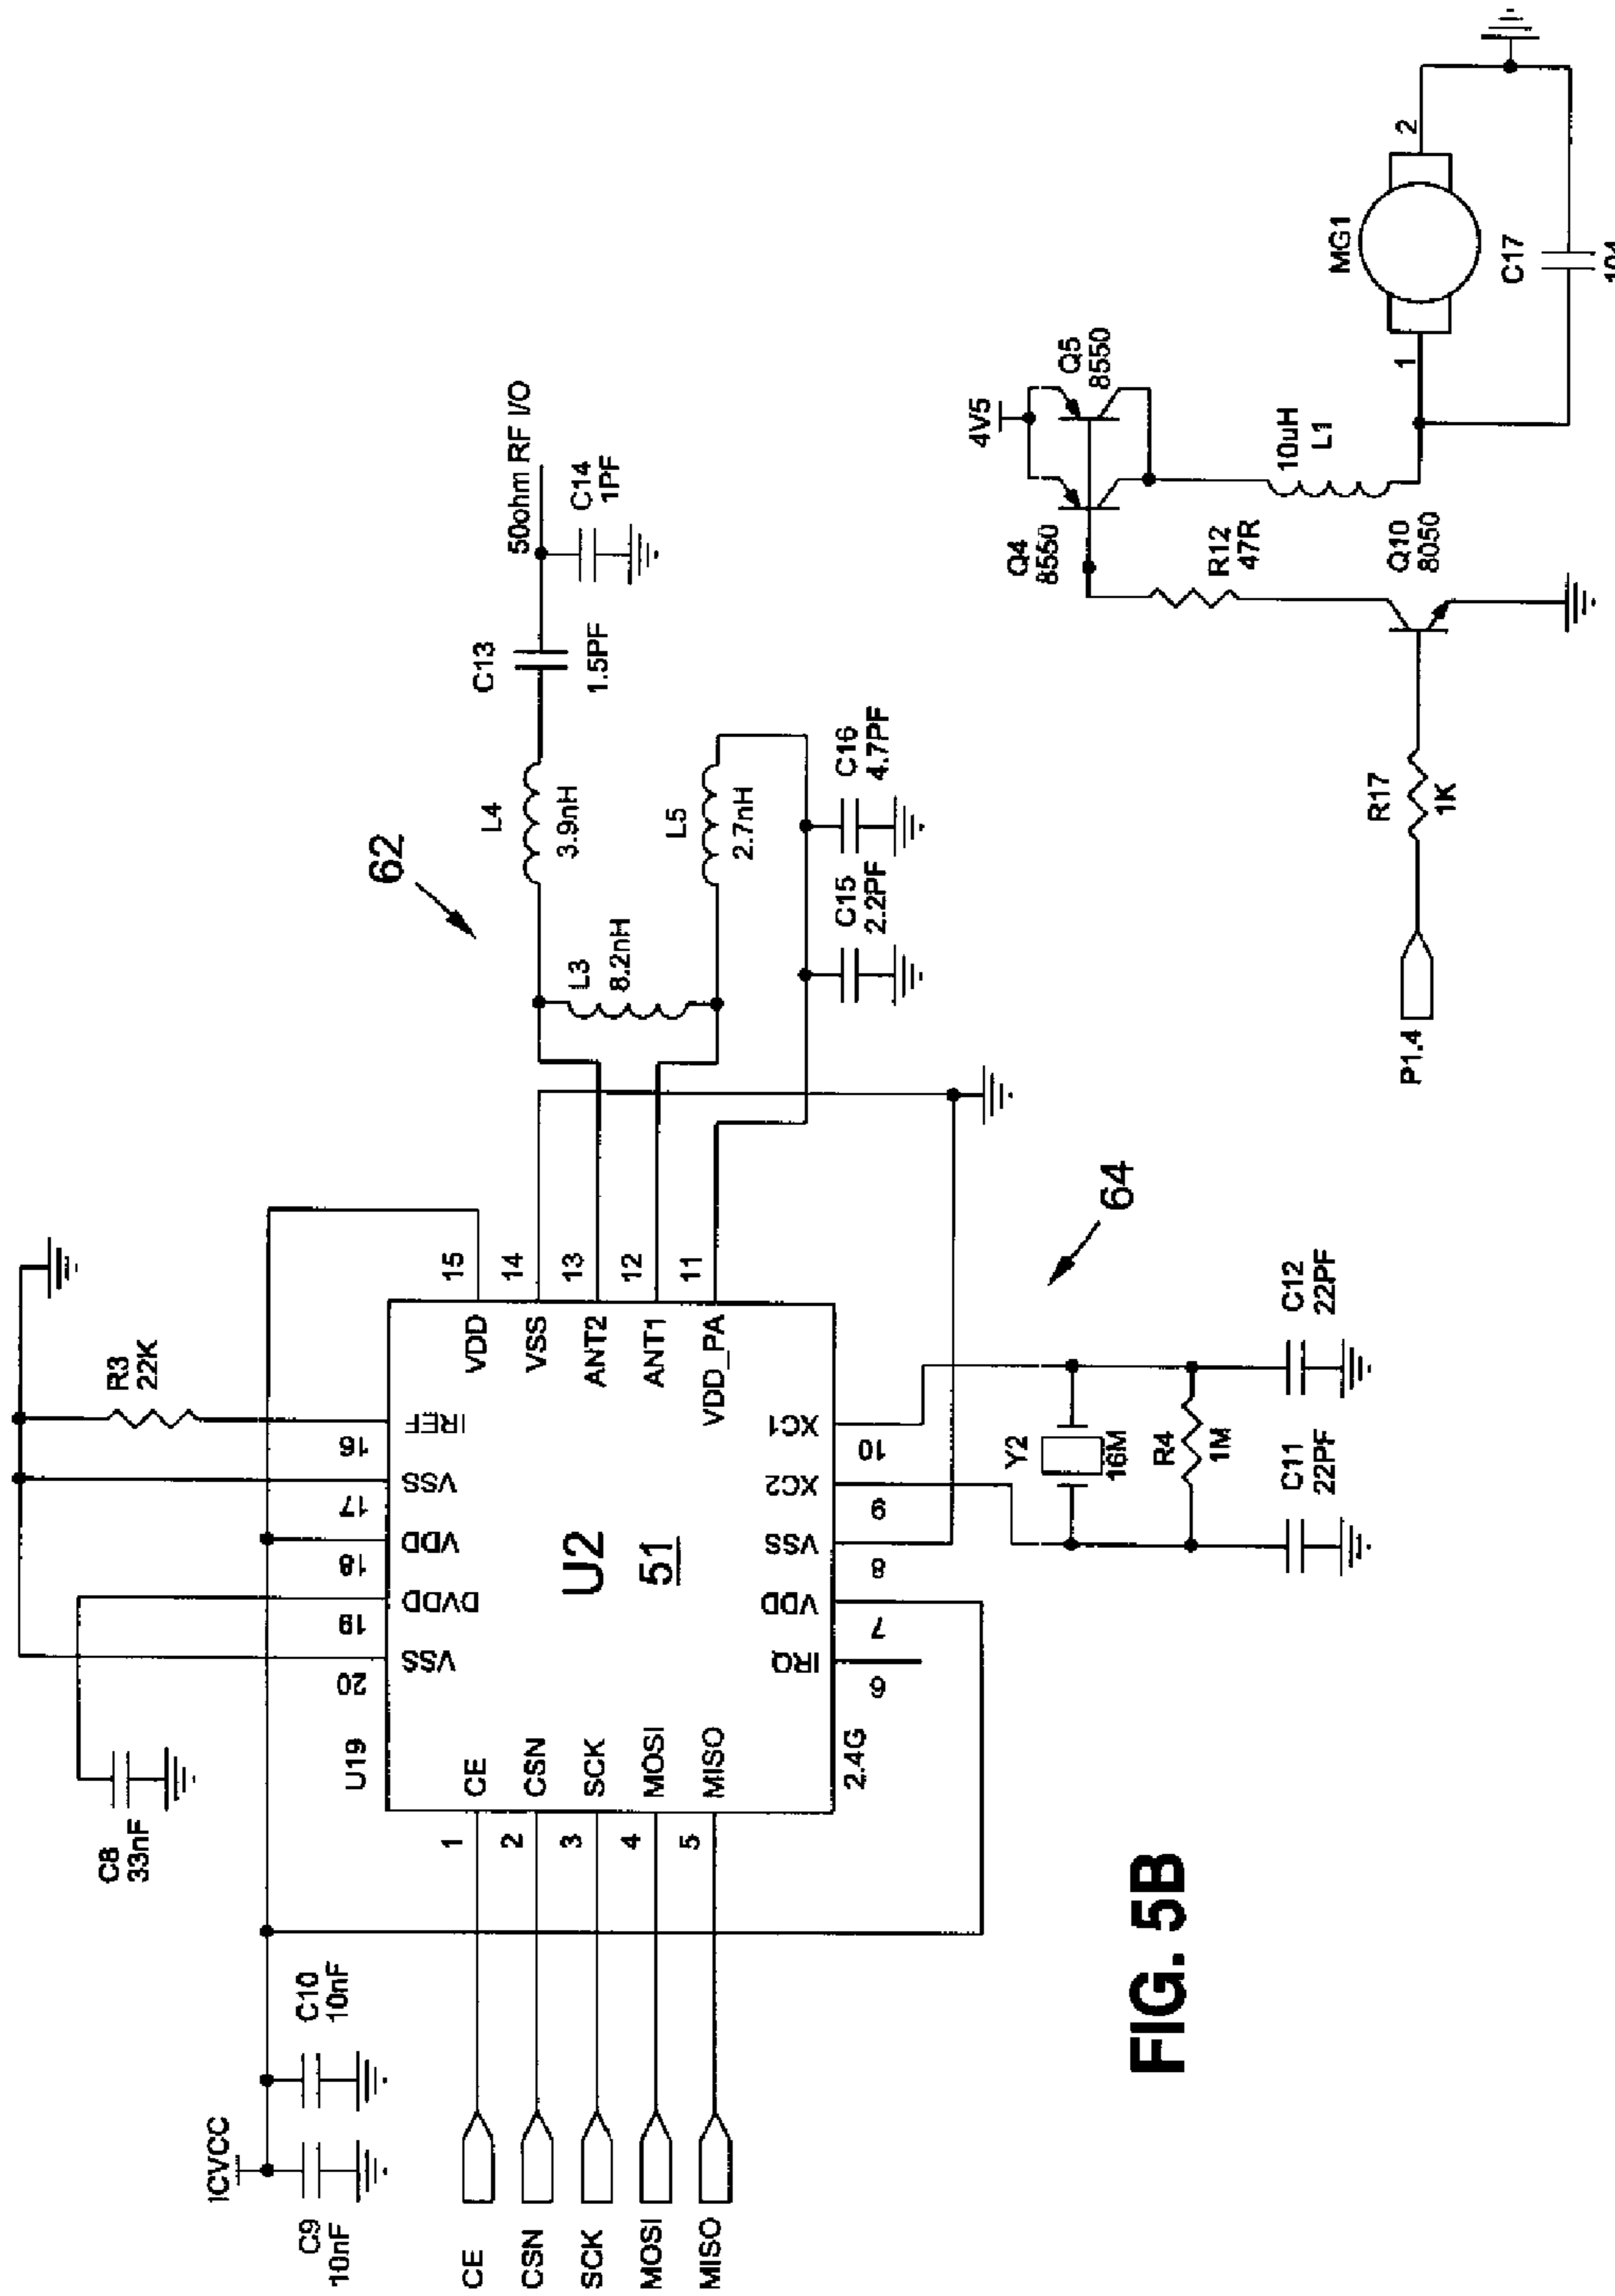 ICVCC
C9
10nF
C10
10nF
C8
33nF
R3
22K
CE
CSN
SCK
MOSI
MISO
1
2
3
4
5
U19
CE
CSN
SCK
MOSI
MISO
2.4G
20
19
18
17
16
VSS
DVDD
VDD
VSS
IREF
U2
51
VDD
VSS
ANT2
ANT1
VDD_PA
15
14
13
12
11
IRQ
VDD
VSS
XC2
XC1
6
7
8
9
10
Y2
16M
R4
1M
C11
22PF
C12
22PF
64
62
L3
8.2nH
L4
3.9nH
L5
2.7nH
C13
1.5PF
50ohm RF I/O
C14
1PF
C15
2.2PF
C16
4.7PF
P1.4
R17
1K
Q10
8050
R12
47R
Q4
8550
4V5
Q5
8550
10uH
L1
1
MG1
2
C17
104
FIG. 5B